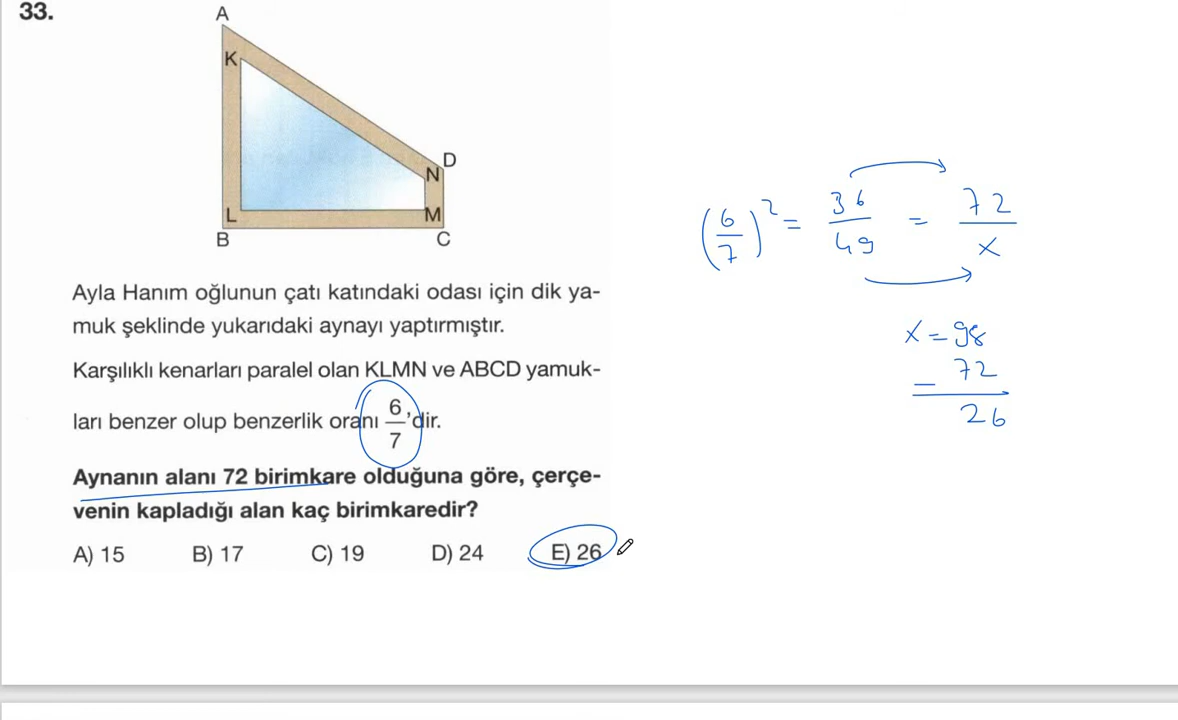 33.
A
K
D
N
L
M
B
C
Ayla Hanım oğlunun çatı katındaki odası için dik ya-
muk şeklinde yukarıdaki aynayı yaptırmıştır.
Karşılıklı kenarları paralel olan KLMN ve ABCD yamuk-
ları benzer olup benzerlik oranı 6/7'dir.
Aynanın alanı 72 birimkare olduğuna göre, çerçe-
venin kapladığı alan kaç birimkaredir?
A) 15 B) 17 C) 19 D) 24 E) 26
(6/7)² = 36/49 = 72/x
x = 98
- 72
26